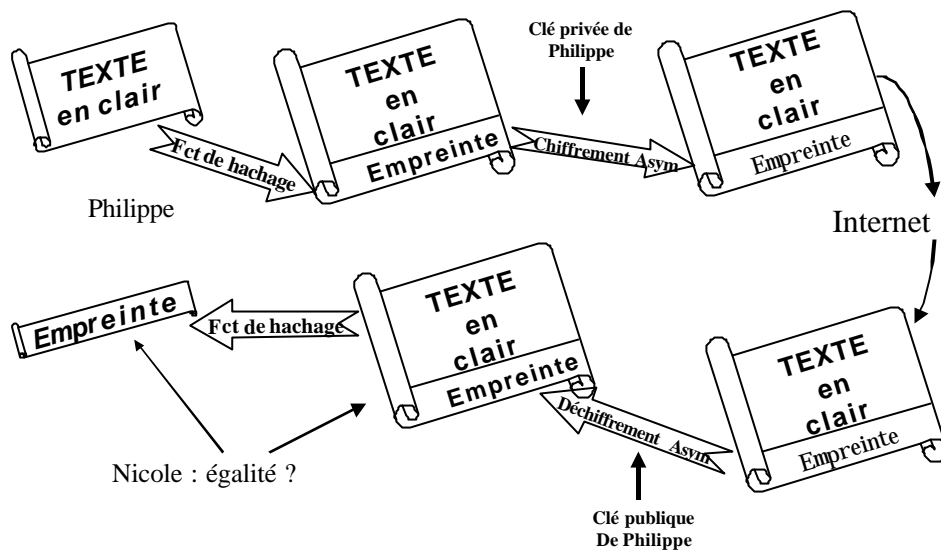 TEXTE
en clair
Fct de hachage
Philippe
TEXTE
en
clair
Empreinte
Clé privée de
Philippe
Chiffrement Asym
TEXTE
en
clair
Empreinte
Internet
TEXTE
en
clair
Empreinte
Clé publique
De Philippe
Déchiffrement Asym
TEXTE
en
clair
Empreinte
Fct de hachage
Empreinte
Nicole : égalité ?